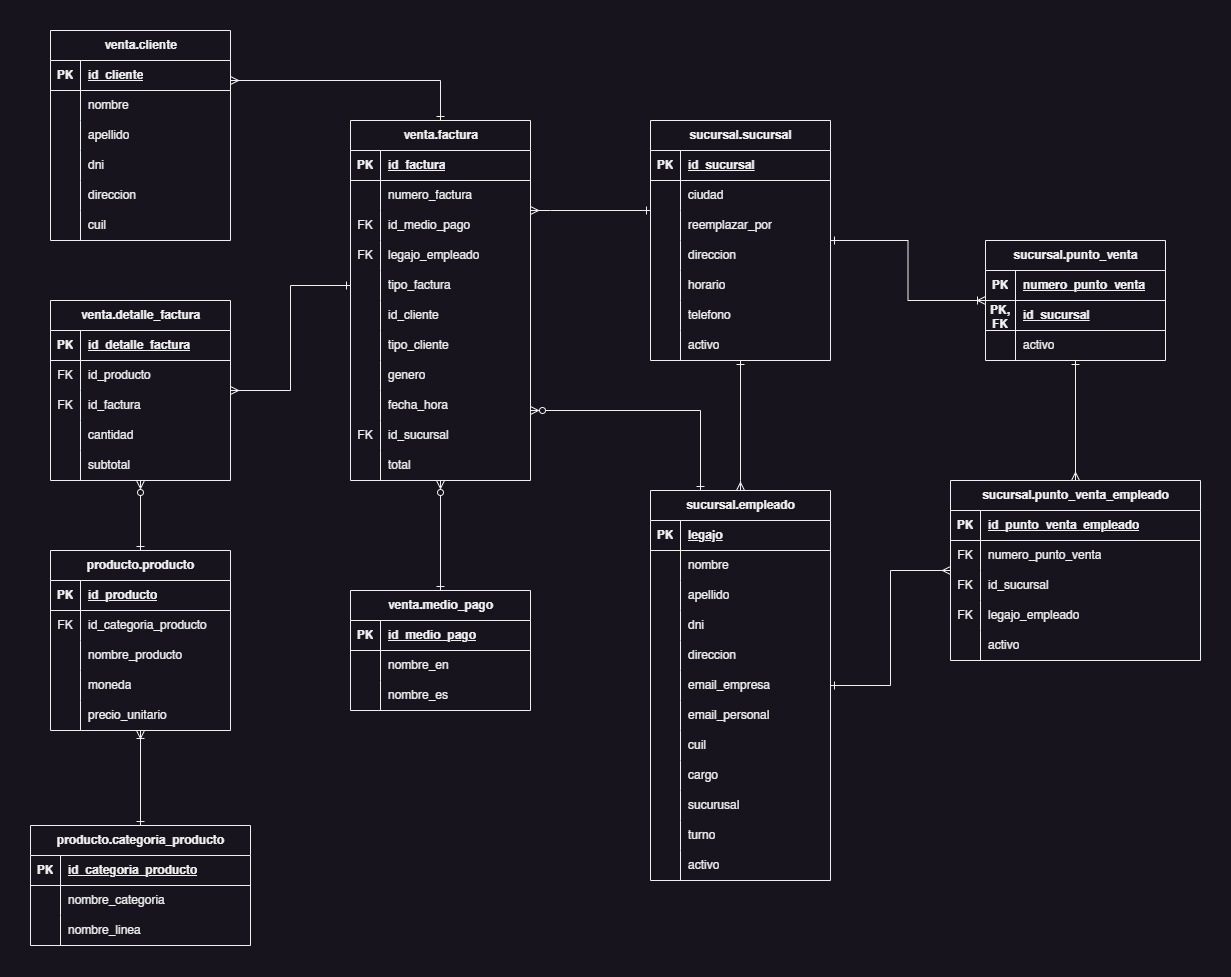 venta.cliente
PK id_cliente
nombre
apellido
dni
direccion
cuil
venta.factura
PK id_factura
numero_factura
FK id_medio_pago
FK legajo_empleado
tipo_factura
id_cliente
tipo_cliente
genero
fecha_hora
FK id_sucursal
total
sucursal.sucursal
PK id_sucursal
ciudad
reemplazar_por
direccion
horario
telefono
activo
sucursal.punto_venta
PK numero_punto_venta
PK, FK id_sucursal
activo
venta.detalle_factura
PK id_detalle_factura
FK id_producto
FK id_factura
cantidad
subtotal
sucursal.empleado
PK legajo
nombre
apellido
dni
direccion
email_empresa
email_personal
cuil
cargo
sucurusal
turno
activo
sucursal.punto_venta_empleado
PK id_punto_venta_empleado
FK numero_punto_venta
FK id_sucursal
FK legajo_empleado
activo
producto.producto
PK id_producto
FK id_categoria_producto
nombre_producto
moneda
precio_unitario
venta.medio_pago
PK id_medio_pago
nombre_en
nombre_es
producto.categoria_producto
PK id_categoria_producto
nombre_categoria
nombre_linea